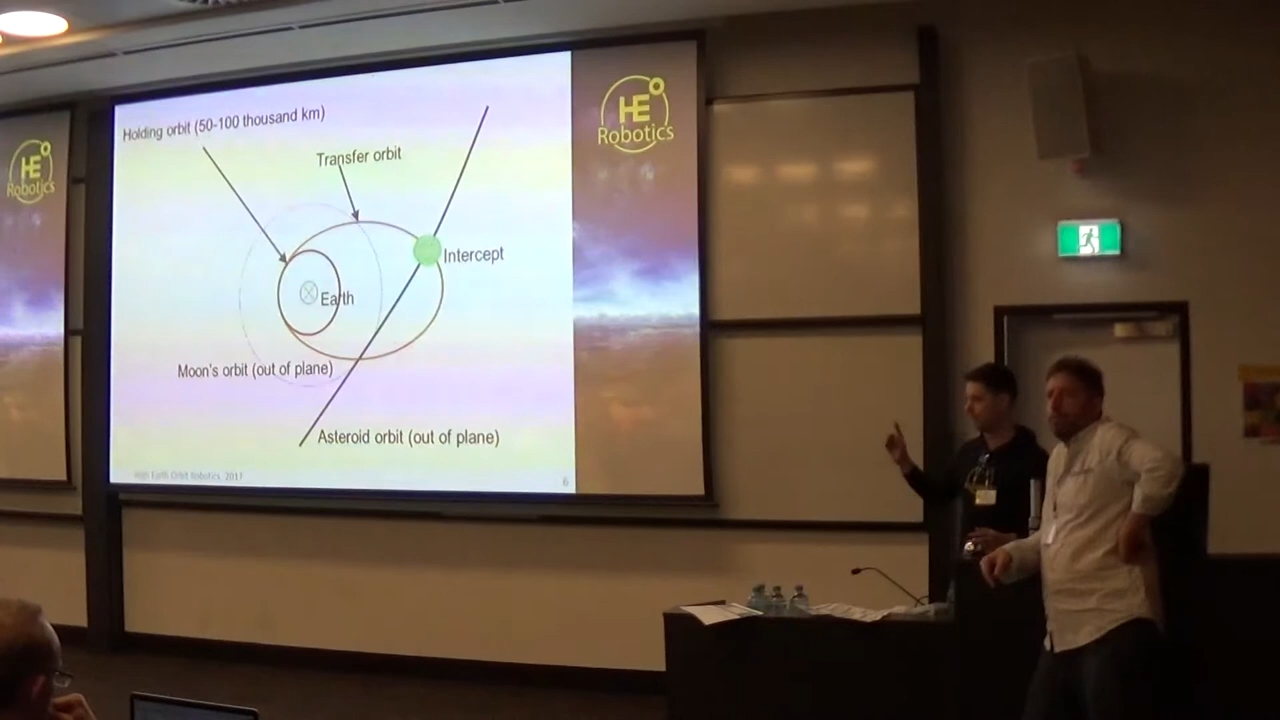 HE
Robotics
Holding orbit (50-100 thousand km)
Transfer orbit
Intercept
Earth
Moon's orbit (out of plane)
Asteroid orbit (out of plane)
High Earth Orbit Robotics, 2017
6
HE
Robotics